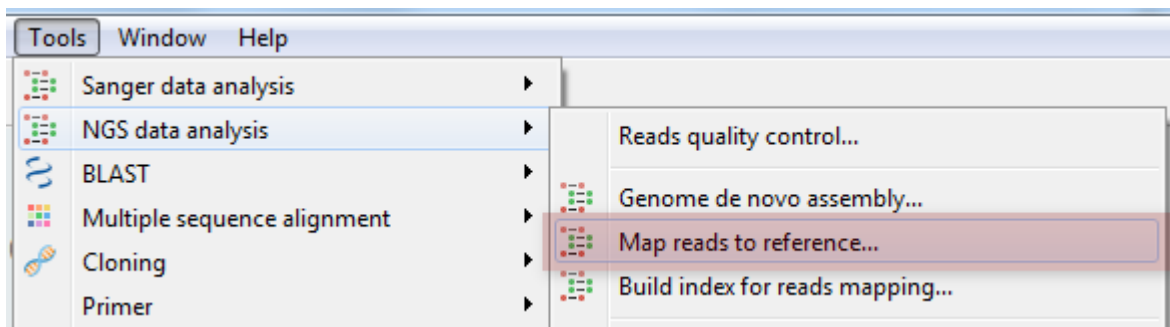 Tools Window Help
Sanger data analysis
NGS data analysis
BLAST
Multiple sequence alignment
Cloning
Primer
Reads quality control...
Genome de novo assembly...
Map reads to reference...
Build index for reads mapping...